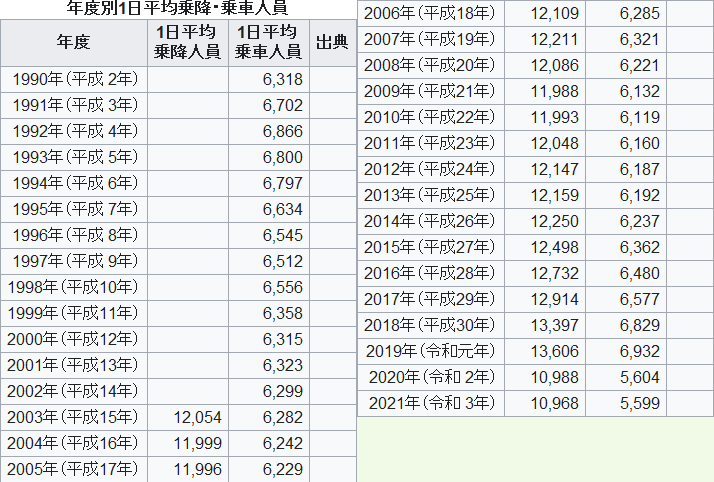 年度別1日平均乗降・乗車人員
年度 1日平均乗降人員 1日平均乗車人員 出典
1990年(平成 2年) 6,318
1991年(平成 3年) 6,702
1992年(平成 4年) 6,866
1993年(平成 5年) 6,800
1994年(平成 6年) 6,797
1995年(平成 7年) 6,634
1996年(平成 8年) 6,545
1997年(平成 9年) 6,512
1998年(平成10年) 6,556
1999年(平成11年) 6,358
2000年(平成12年) 6,315
2001年(平成13年) 6,323
2002年(平成14年) 6,299
2003年(平成15年) 12,054 6,282
2004年(平成16年) 11,999 6,242
2005年(平成17年) 11,996 6,229
2006年(平成18年) 12,109 6,285
2007年(平成19年) 12,211 6,321
2008年(平成20年) 12,086 6,221
2009年(平成21年) 11,988 6,132
2010年(平成22年) 11,993 6,119
2011年(平成23年) 12,048 6,160
2012年(平成24年) 12,147 6,187
2013年(平成25年) 12,159 6,192
2014年(平成26年) 12,250 6,237
2015年(平成27年) 12,498 6,362
2016年(平成28年) 12,732 6,480
2017年(平成29年) 12,914 6,577
2018年(平成30年) 13,397 6,829
2019年(令和元年) 13,606 6,932
2020年(令和 2年) 10,988 5,604
2021年(令和 3年) 10,968 5,599